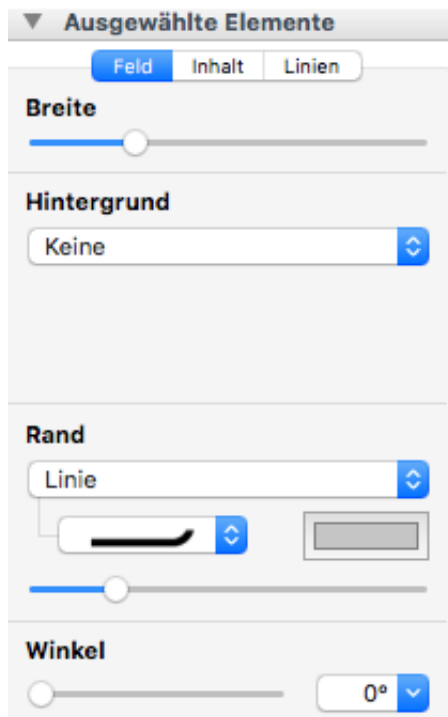 Ausgewählte Elemente
Feld Inhalt Linien
Breite
Hintergrund
Keine
Rand
Linie
Winkel
0°